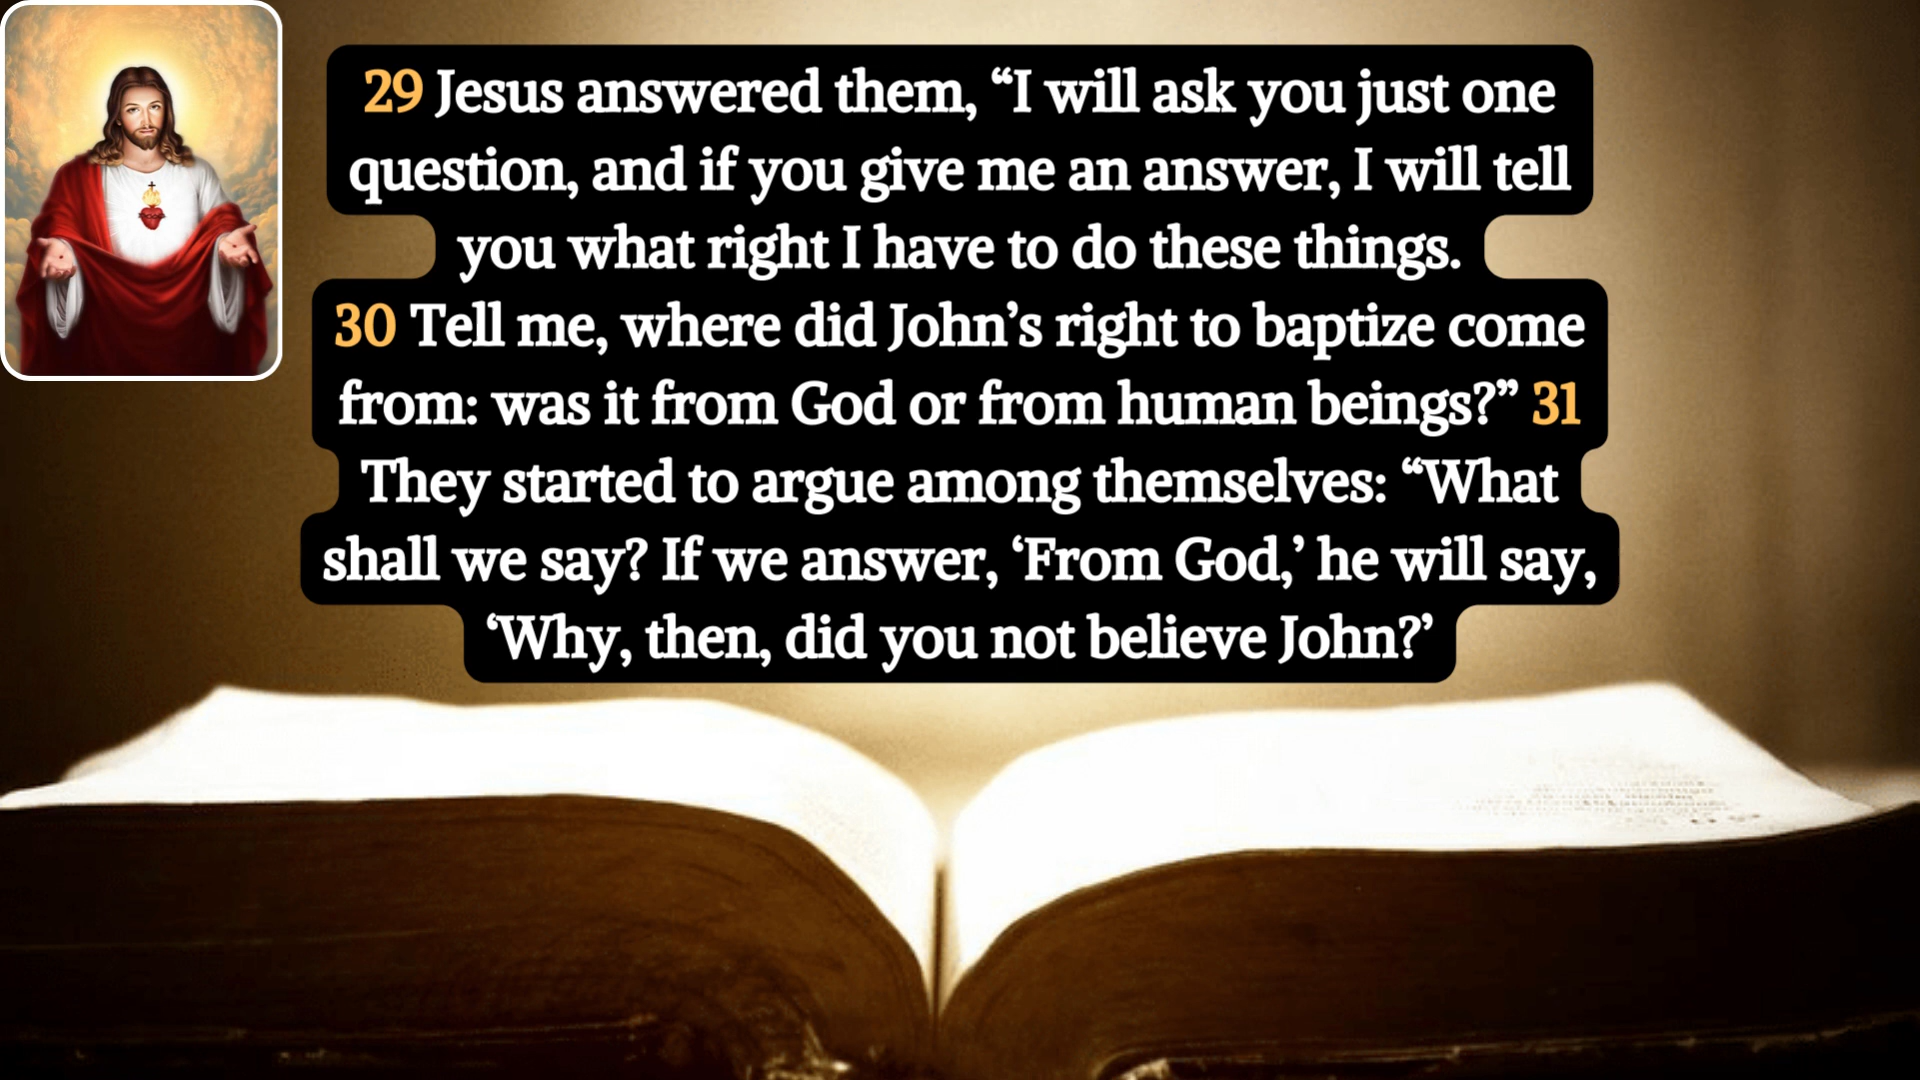 29 Jesus answered them, “I will ask you just one
question, and if you give me an answer, I will tell
you what right I have to do these things.
30 Tell me, where did John’s right to baptize come
from: was it from God or from human beings?” 31
They started to argue among themselves: “What
shall we say? If we answer, ‘From God,’ he will say,
‘Why, then, did you not believe John?’